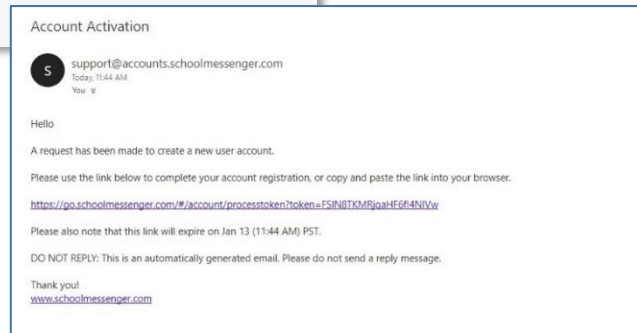 Account Activation
S
support@accounts.schoolmessenger.com
Today, 11:44 AM
You
Hello
A request has been made to create a new user account.
Please use the link below to complete your account registration, or copy and paste the link into your browser.
https://go.schoolmessenger.com/#/account/processtoken?token=FSIN8TKMRjqaHF6fI4NIVw
Please also note that this link will expire on Jan 13 (11:44 AM) PST.
DO NOT REPLY: This is an automatically generated email. Please do not send a reply message.
Thank you!
www.schoolmessenger.com